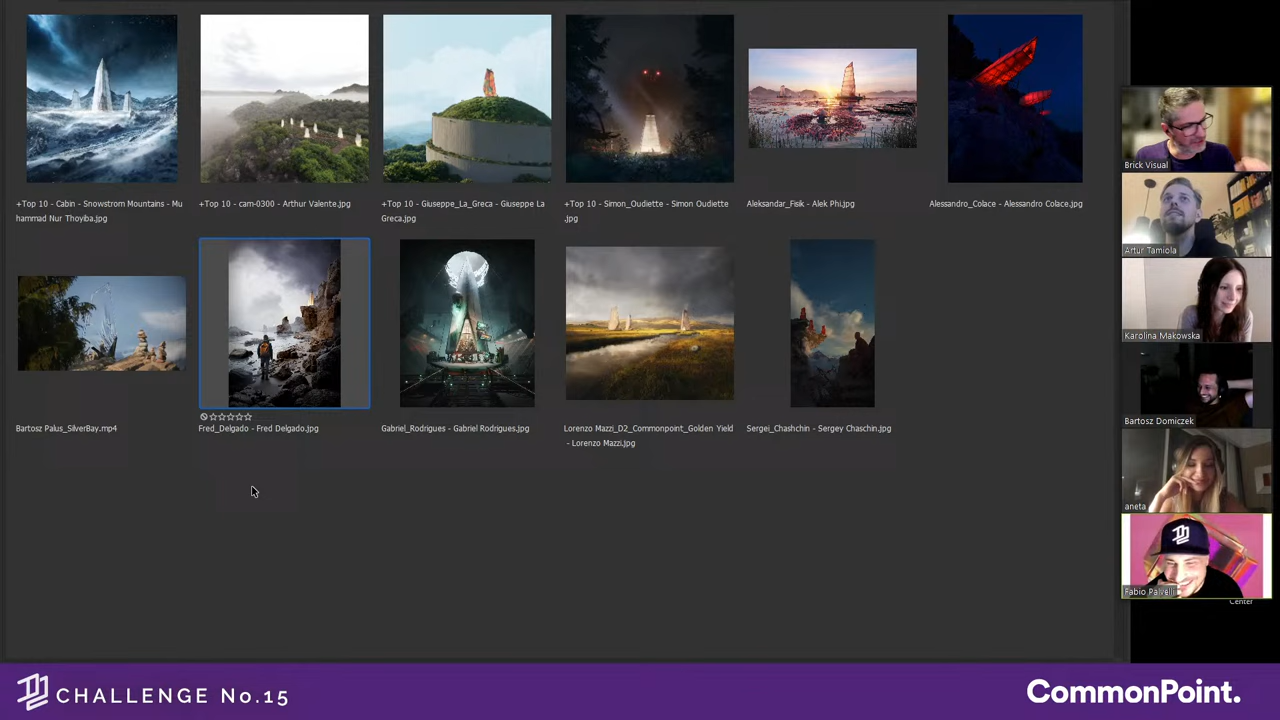 +Top 10 - Cabin - Snowstrom Mountains - Mu
hammad Nur Thoyiba.jpg
+Top 10 - cam-0300 - Arthur Valente.jpg
+Top 10 - Giuseppe_La_Greca - Giuseppe La
Greca.jpg
+Top 10 - Simon_Oudiette - Simon Oudiette
.jpg
Aleksandar_Fisik - Alek Phi.jpg
Alessandro_Colace - Alessandro Colace.jpg
Bartosz Palus_SilverBay.mp4
Fred_Delgado - Fred Delgado.jpg
Gabriel_Rodrigues - Gabriel Rodrigues.jpg
Lorenzo Mazzi_D2_Commonpoint_Golden Yield
- Lorenzo Mazzi.jpg
Sergei_Chashchin - Sergey Chaschin.jpg
Brick Visual
Artur Tamiola
Karolina Makowska
Bartosz Domiczek
aneta
Fabio Palvelli
Center
CHALLENGE No.15
CommonPoint.